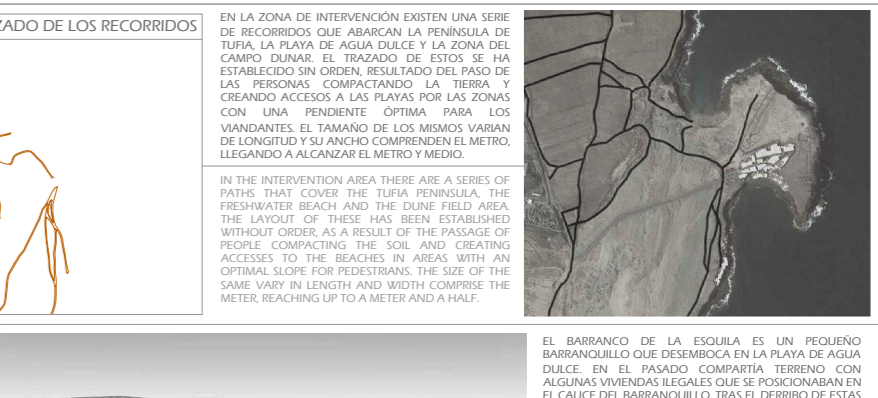 ZADO DE LOS RECORRIDOS
EN LA ZONA DE INTERVENCIÓN EXISTEN UNA SERIE
DE RECORRIDOS QUE ABARCAN LA PENÍNSULA DE
TUFIA, LA PLAYA DE AGUA DULCE Y LA ZONA DEL
CAMPO DUNAR. EL TRAZADO DE ESTOS SE HA
ESTABLECIDO SIN ORDEN, RESULTADO DEL PASO DE
LAS PERSONAS COMPACTANDO LA TIERRA Y
CREANDO ACCESOS A LAS PLAYAS POR LAS ZONAS
CON UNA PENDIENTE ÓPTIMA PARA LOS
VIANDANTES. EL TAMAÑO DE LOS MISMOS VARIAN
DE LONGITUD Y SU ANCHO COMPRENDEN EL METRO,
LLEGANDO A ALCANZAR EL METRO Y MEDIO.
IN THE INTERVENTION AREA THERE ARE A SERIES OF
PATHS THAT COVER THE TUFIA PENINSULA, THE
FRESHWATER BEACH AND THE DUNE FIELD AREA.
THE LAYOUT OF THESE HAS BEEN ESTABLISHED
WITHOUT ORDER, AS A RESULT OF THE PASSAGE OF
PEOPLE COMPACTING THE SOIL AND CREATING
ACCESSES TO THE BEACHES IN AREAS WITH AN
OPTIMAL SLOPE FOR PEDESTRIANS. THE SIZE OF THE
SAME VARY IN LENGTH AND WIDTH COMPRISE THE
METER, REACHING UP TO A METER AND A HALF.
EL BARRANCO DE LA ESQUILA ES UN PEQUEÑO
BARRANQUILLO QUE DESEMBOCA EN LA PLAYA DE AGUA
DULCE. EN EL PASADO COMPARTÍA TERRENO CON
ALGUNAS VIVIENDAS ILEGALES QUE SE POSICIONABAN EN
EL CAUCE DEL BARRANQUILLO. TRAS EL DERRIBO DE ESTAS